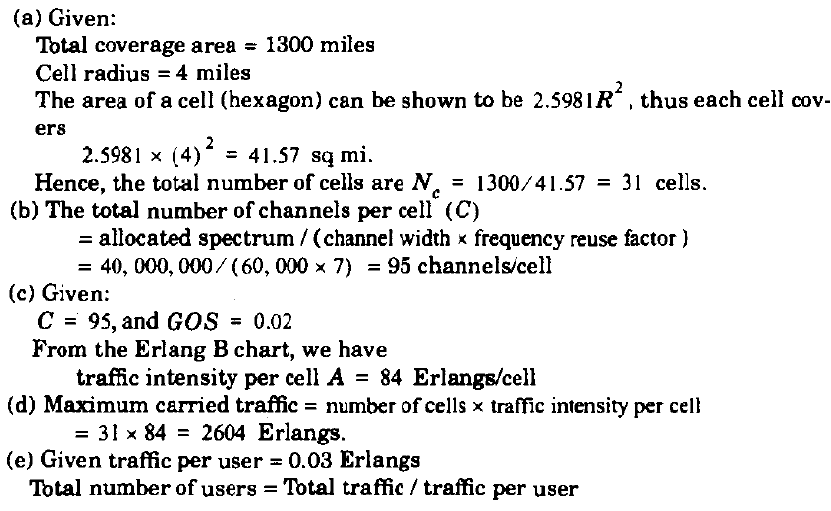 (a) Given:
Total coverage area = 1300 miles
Cell radius = 4 miles
The area of a cell (hexagon) can be shown to be 2.5981R², thus each cell cov-
ers
2.5981 × (4)² = 41.57 sq mi.
Hence, the total number of cells are N_c = 1300/41.57 = 31 cells.
(b) The total number of channels per cell (C)
= allocated spectrum / (channel width × frequency reuse factor)
= 40, 000, 000/(60, 000 × 7) = 95 channels/cell
(c) Given:
C = 95, and GOS = 0.02
From the Erlang B chart, we have
traffic intensity per cell A = 84 Erlangs/cell
(d) Maximum carried traffic = number of cells × traffic intensity per cell
= 31 × 84 = 2604 Erlangs.
(e) Given traffic per user = 0.03 Erlangs
Total number of users = Total traffic / traffic per user